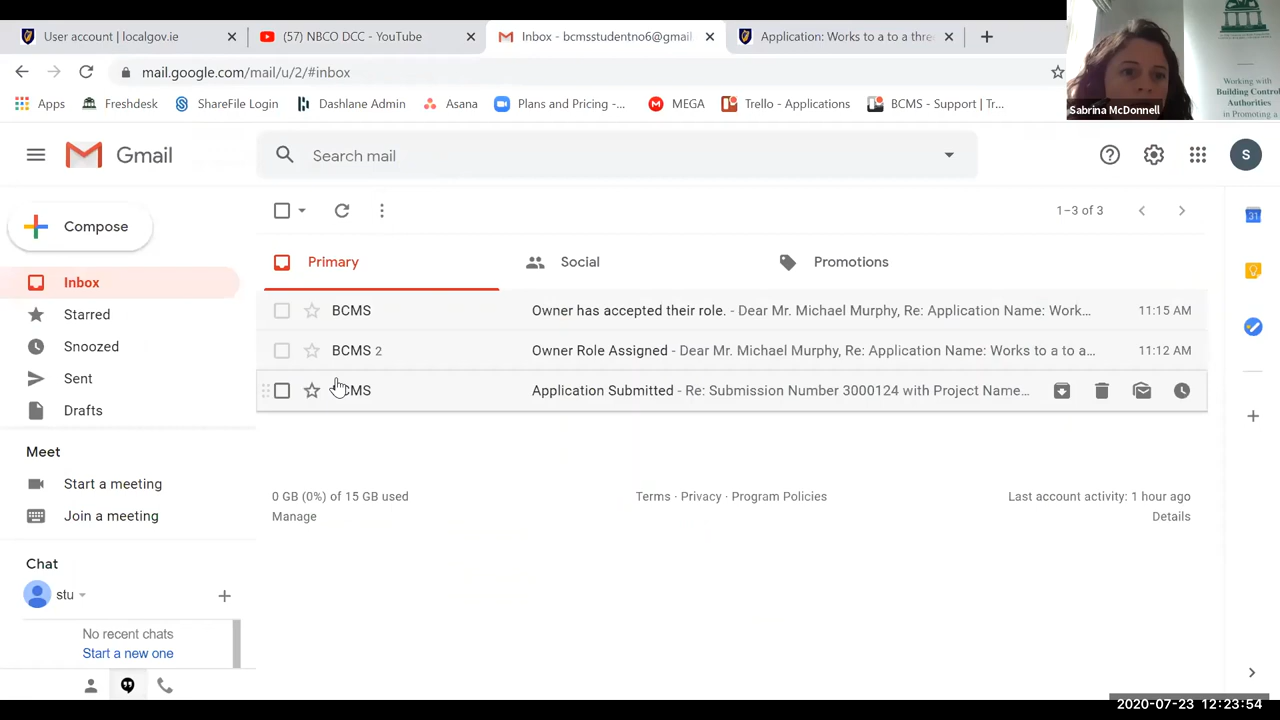 User account | localgov.ie
(57) NBCO DCC - YouTube
Inbox - bcmsstudentno6@gmail
Application: Works to a to a thre
mail.google.com/mail/u/2/#inbox
Apps
Freshdesk
ShareFile Login
Dashlane Admin
Asana
Plans and Pricing -...
MEGA
Trello - Applications
BCMS - Support | Tr...
Working with
Building Control
Authorities
in Promoting a
Sabrina McDonnell
Gmail
Search mail
S
Compose
1–3 of 3
31
Primary
Social
Promotions
Inbox
Starred
Snoozed
Sent
Drafts
BCMS Owner has accepted their role. - Dear Mr. Michael Murphy, Re: Application Name: Work... 11:15 AM
BCMS 2 Owner Role Assigned - Dear Mr. Michael Murphy, Re: Application Name: Works to a to a... 11:12 AM
BCMS Application Submitted - Re: Submission Number 3000124 with Project Name...
Meet
Start a meeting
Join a meeting
0 GB (0%) of 15 GB used
Manage
Terms · Privacy · Program Policies
Last account activity: 1 hour ago
Details
Chat
stu
No recent chats
Start a new one
2020-07-23 12:23:54